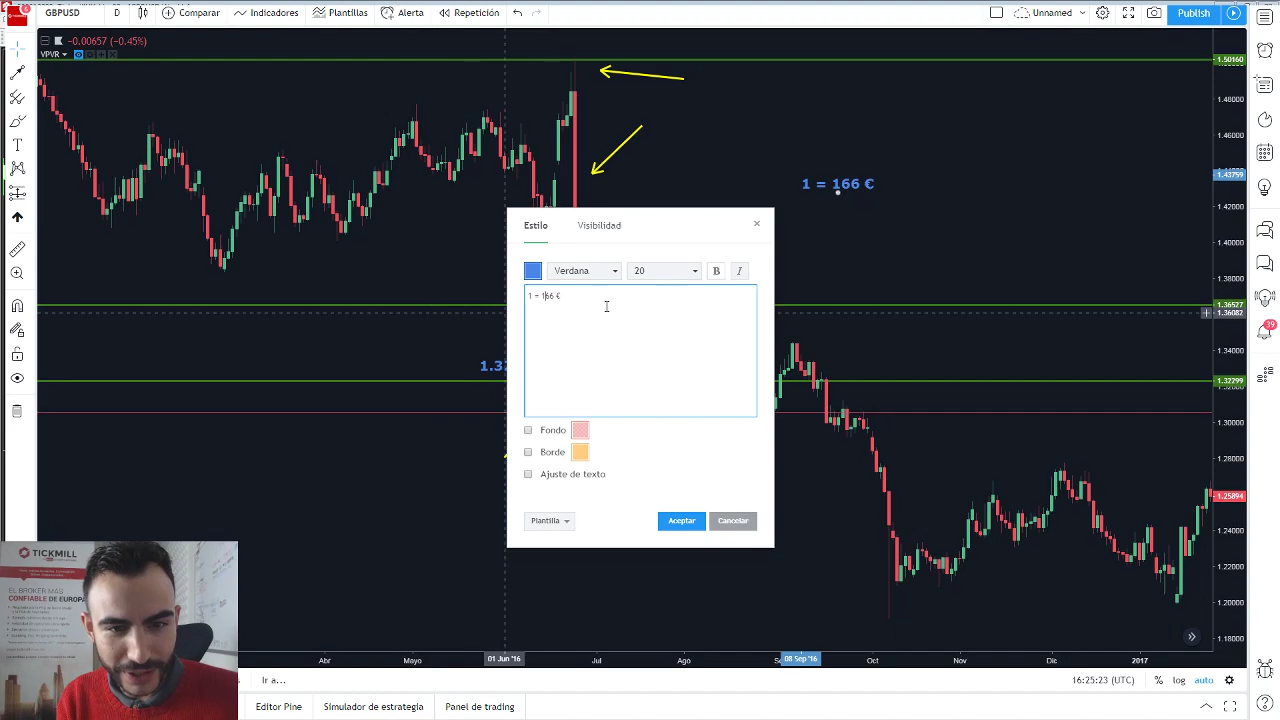 GBPUSD
D
Comparar
Indicadores
Plantillas
Alerta
Repetición
Unnamed
Publish
−0.00657 (−0.45%)
VPVR
1.50160
1.48000
1.46000
1.43759
1.42000
1.40000
1.38000
1.36527
1.36082
1.34000
1.32299
1.30000
1.28000
1.25894
1.24000
1.22000
1.20000
1.18000
39
1 = 166 €
1.37
Estilo
Visibilidad
Verdana
20
B
I
1 = 166 €
Fondo
Borde
Ajuste de texto
Plantilla
Aceptar
Cancelar
TICKMILL
EL BROKER MÁS
CONFIABLE DE EUROPA
Abr
Mayo
01 Jun '16
Jul
Ago
08 Sep '16
Oct
Nov
Dic
2017
Ir a...
16:25:23 (UTC)
%
log
auto
Editor Pine
Simulador de estrategia
Panel de trading